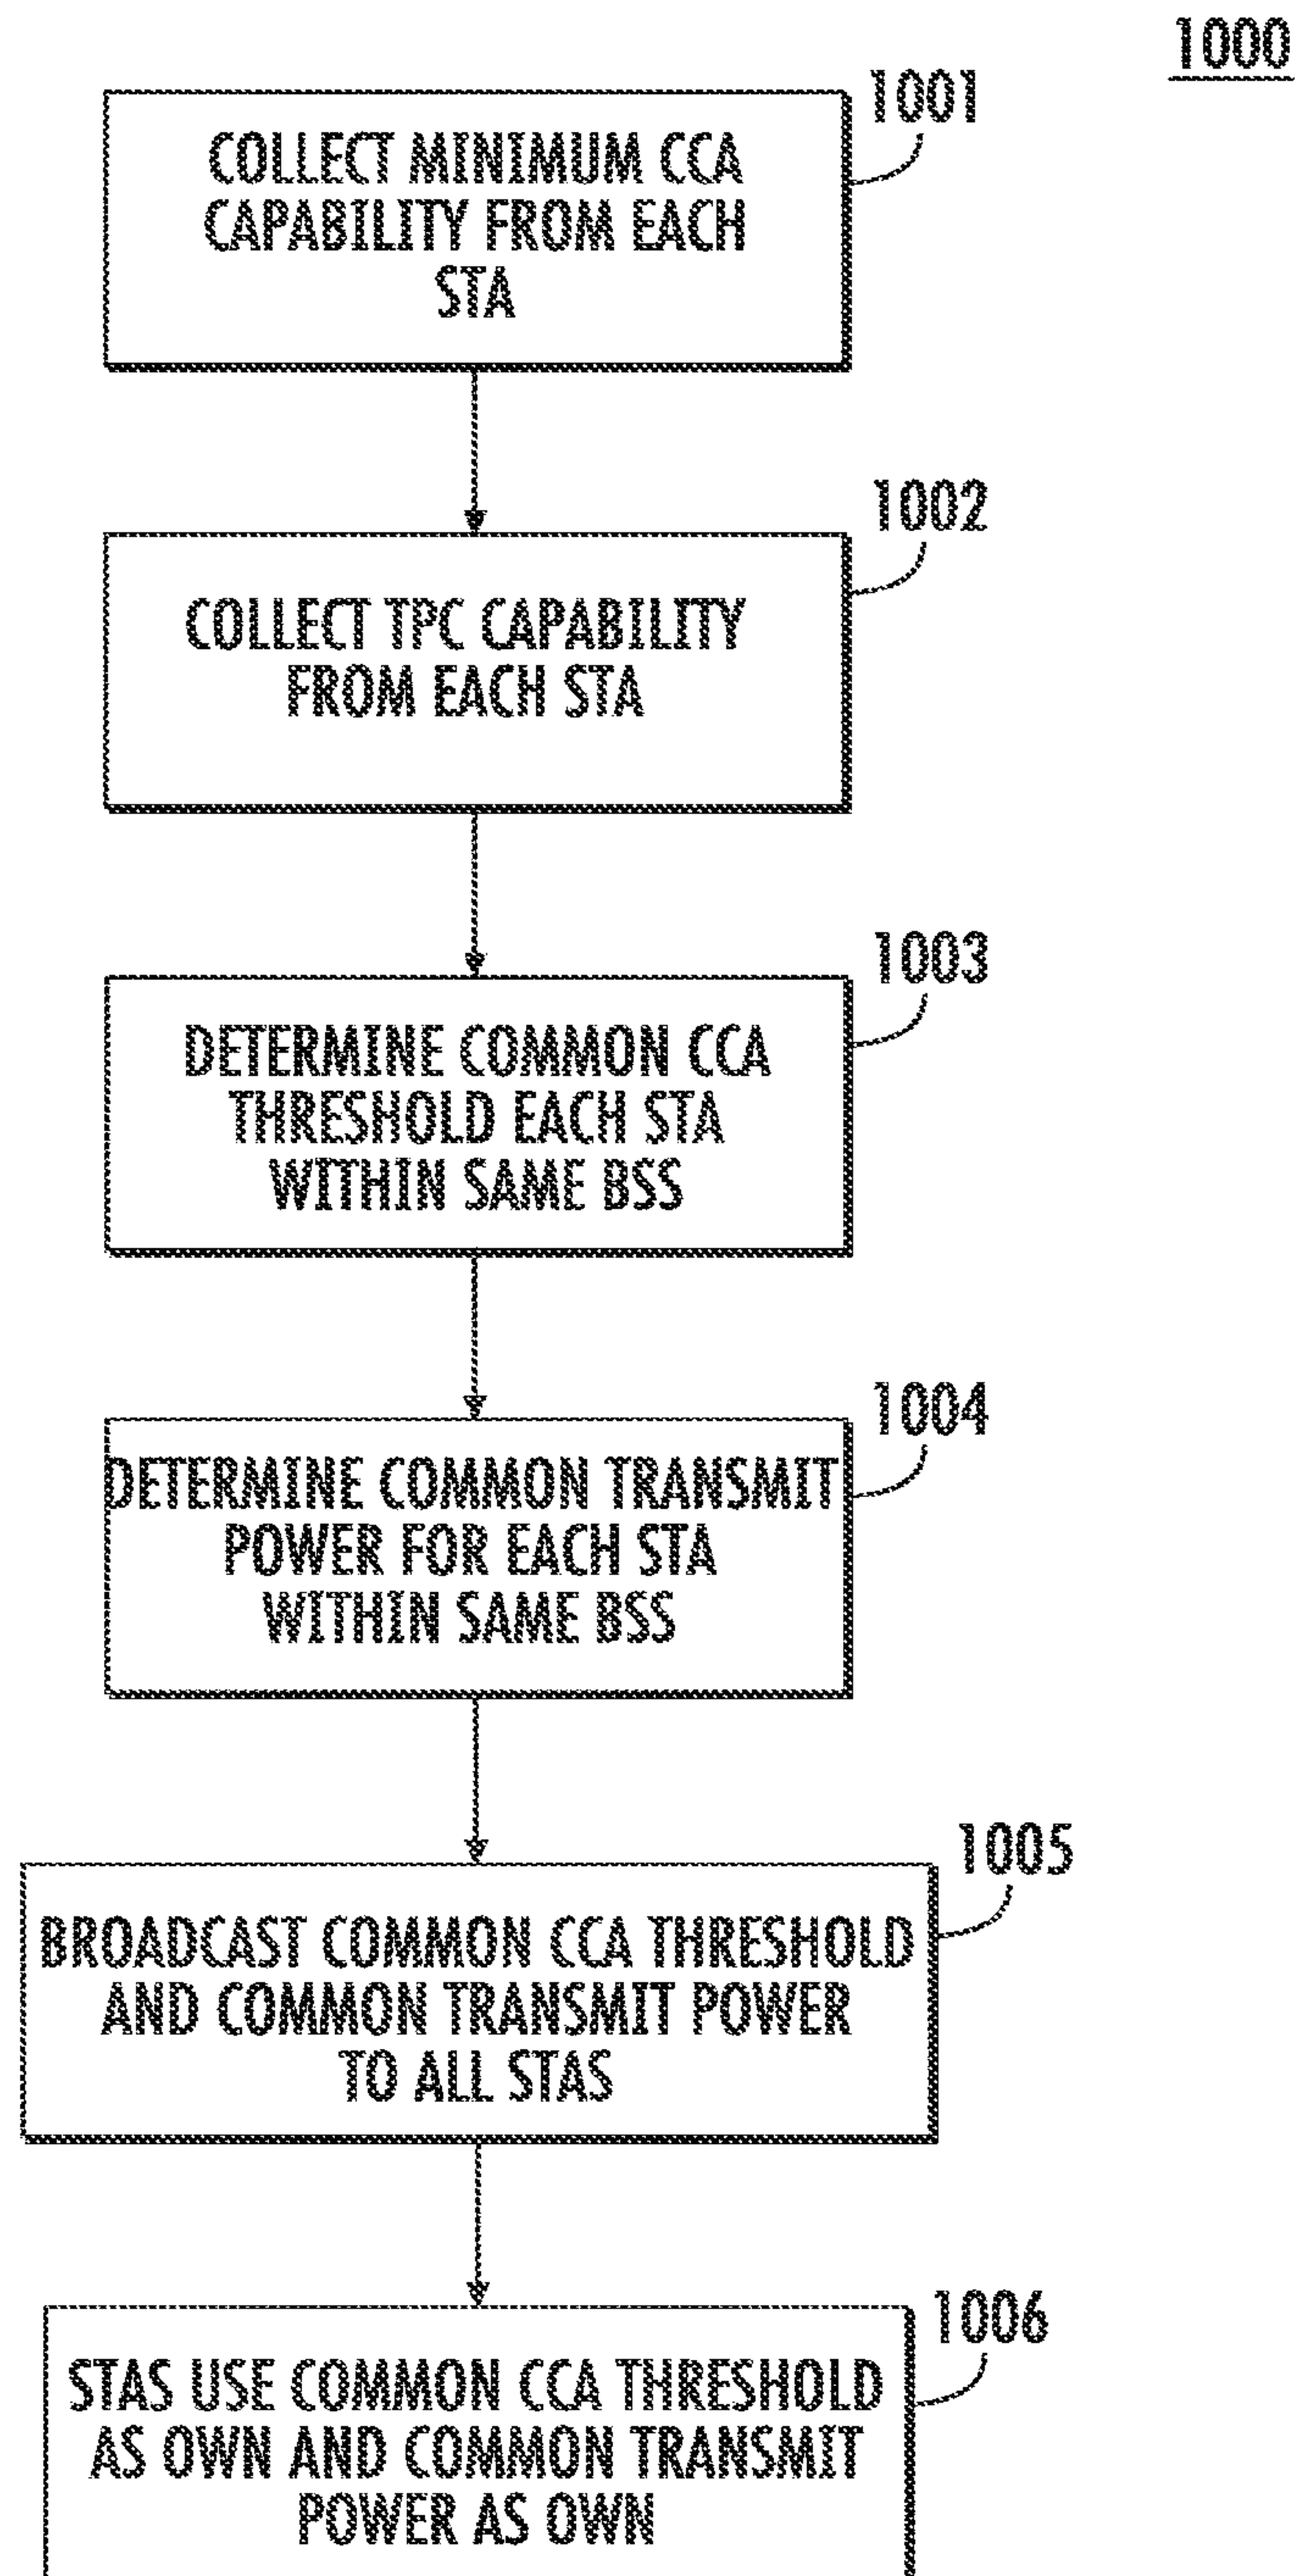 1000
1001
COLLECT MINIMUM CCA
CAPABILITY FROM EACH
STA
1002
COLLECT TPC CAPABILITY
FROM EACH STA
1003
DETERMINE COMMON CCA
THRESHOLD EACH STA
WITHIN SAME BSS
1004
DETERMINE COMMON TRANSMIT
POWER FOR EACH STA
WITHIN SAME BSS
1005
BROADCAST COMMON CCA THRESHOLD
AND COMMON TRANSMIT POWER
TO ALL STAS
1006
STAS USE COMMON CCA THRESHOLD
AS OWN AND COMMON TRANSMIT
POWER AS OWN